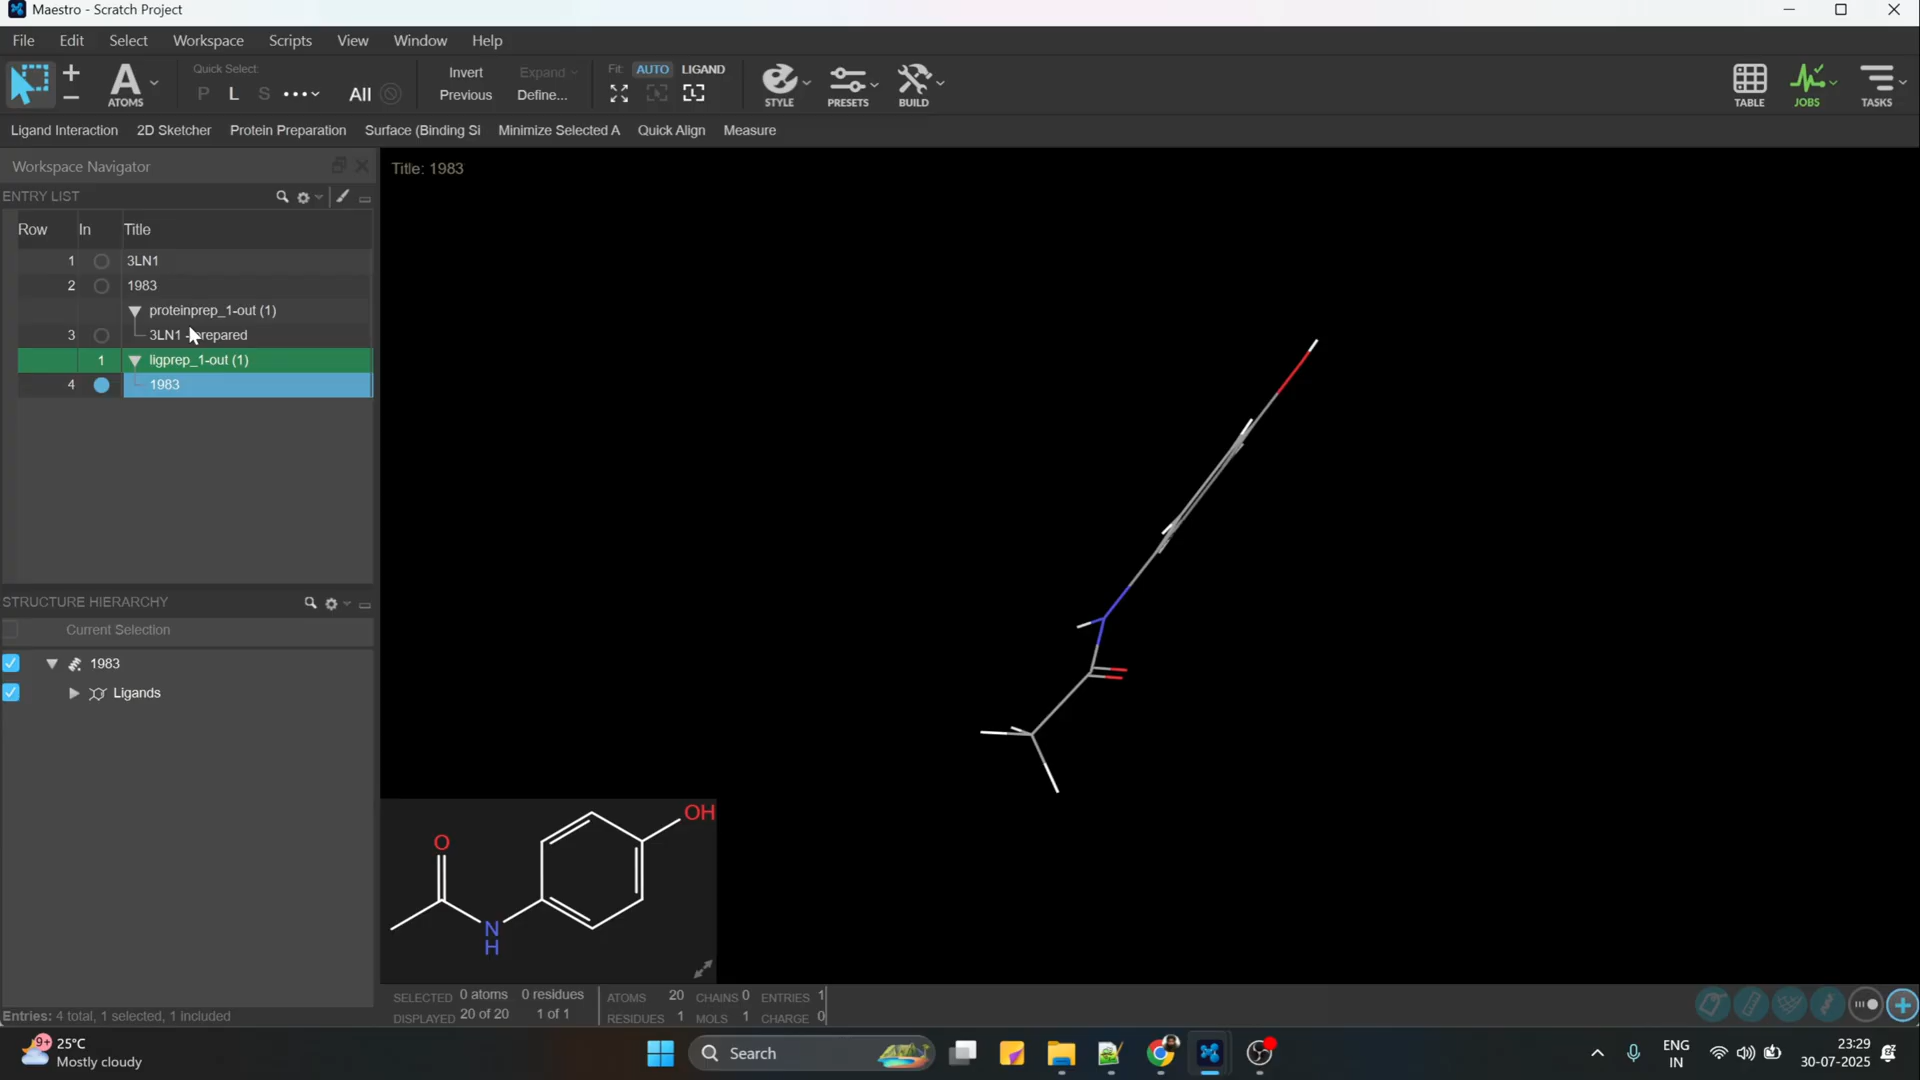 Maestro - Scratch Project
File Edit Select Workspace Scripts View Window Help
ATOMS
Quick Select:
P L S All
Invert Expand
Previous Define...
Fit: AUTO LIGAND
STYLE PRESETS BUILD
TABLE JOBS TASKS
Ligand Interaction 2D Sketcher Protein Preparation Surface (Binding Si Minimize Selected A Quick Align Measure
Workspace Navigator
ENTRY LIST
Row In Title
1 3LN1
2 1983
proteinprep_1-out (1)
3 3LN1 - prepared
1 ligprep_1-out (1)
4 1983
STRUCTURE HIERARCHY
Current Selection
1983
Ligands
Entries: 4 total, 1 selected, 1 included
Title: 1983
OH
O
N
H
SELECTED 0 atoms 0 residues ATOMS 20 CHAINS 0 ENTRIES 1
DISPLAYED 20 of 20 1 of 1 RESIDUES 1 MOLS 1 CHARGE 0
9+ 25°C
Mostly cloudy
Search
ENG
IN
23:29
30-07-2025